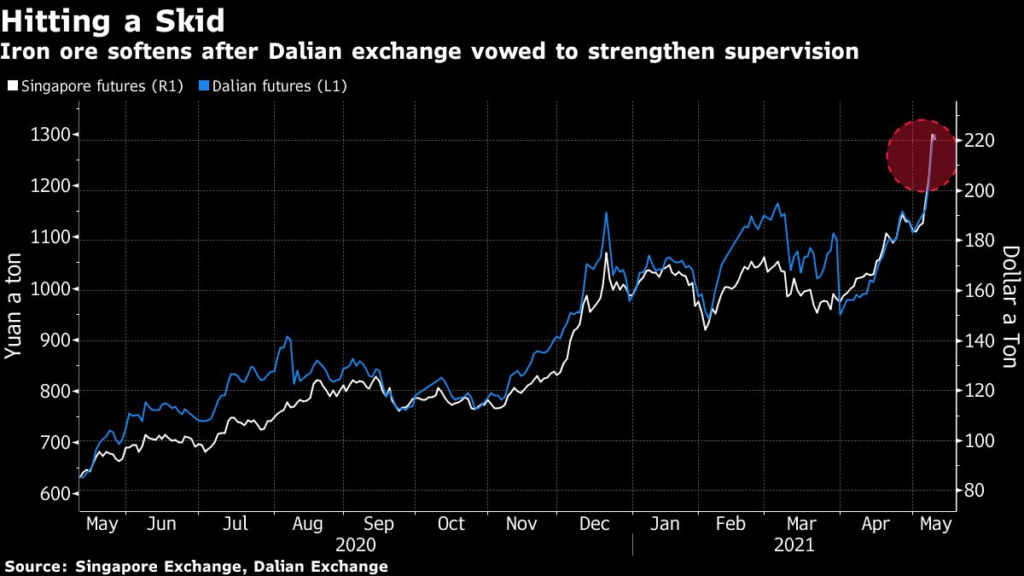 Hitting a Skid
Iron ore softens after Dalian exchange vowed to strengthen supervision
Singapore futures (R1) Dalian futures (L1)
1300
1200
1100
1000
900
800
700
600
Yuan a ton
220
200
180
160
140
120
100
80
Dollar a Ton
May Jun Jul Aug Sep Oct Nov Dec Jan Feb Mar Apr May
2020 2021
Source: Singapore Exchange, Dalian Exchange